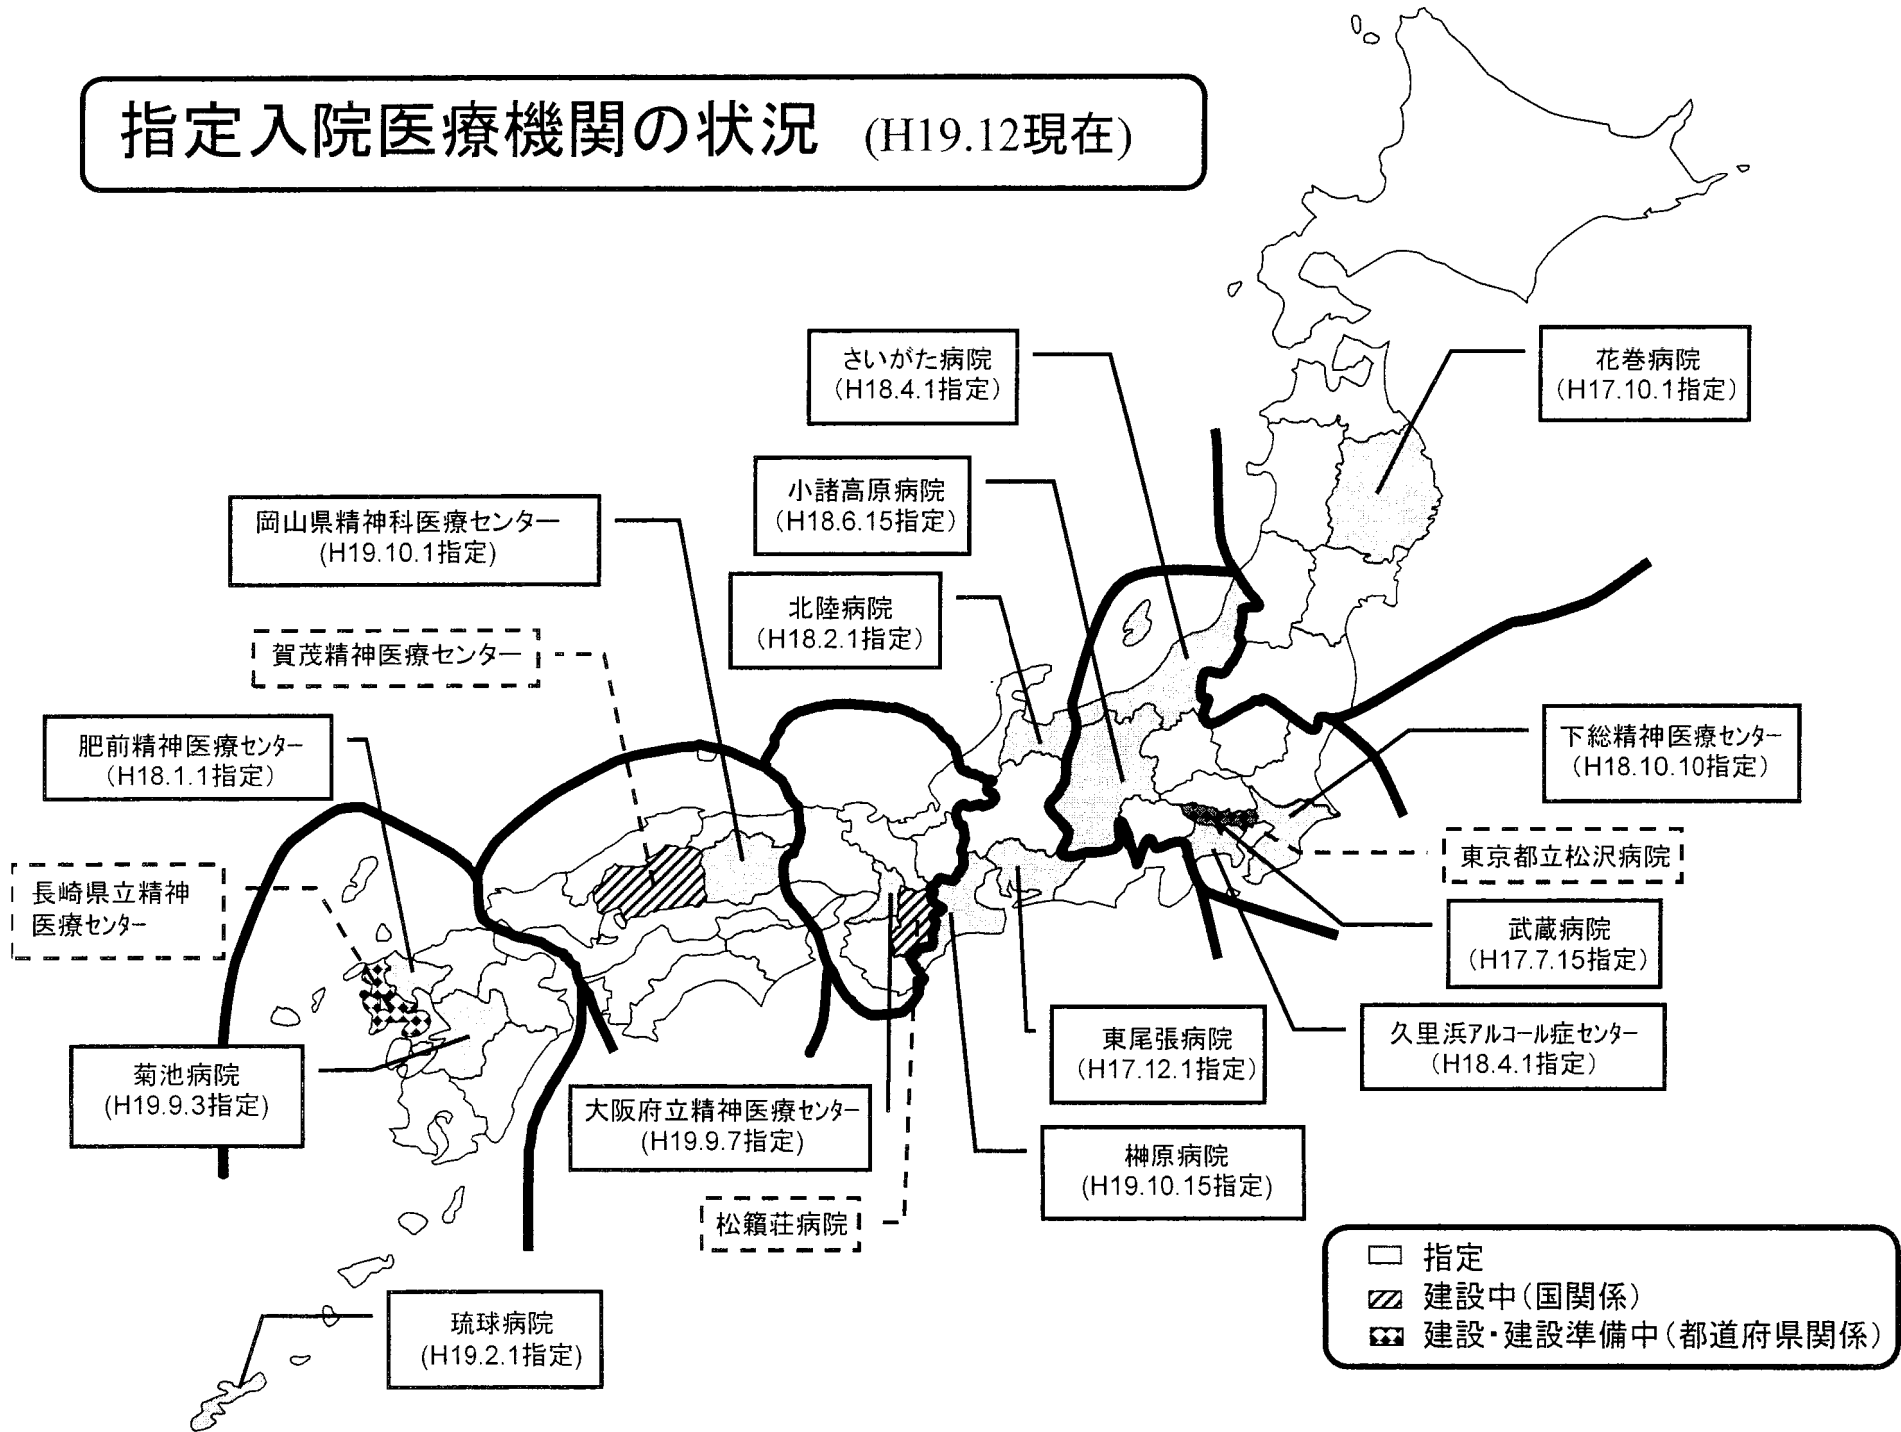 指定入院医療機関の状況 (H19.12現在)
さいがた病院
(H18.4.1指定)
花巻病院
(H17.10.1指定)
小諸高原病院
(H18.6.15指定)
岡山県精神科医療センター
(H19.10.1指定)
北陸病院
(H18.2.1指定)
賀茂精神医療センター
肥前精神医療センター
(H18.1.1指定)
下総精神医療センター
(H18.10.10指定)
長崎県立精神
医療センター
東京都立松沢病院
武蔵病院
(H17.7.15指定)
久里浜アルコール症センター
(H18.4.1指定)
東尾張病院
(H17.12.1指定)
菊池病院
(H19.9.3指定)
大阪府立精神医療センター
(H19.9.7指定)
榊原病院
(H19.10.15指定)
松籟荘病院
琉球病院
(H19.2.1指定)
指定
建設中(国関係)
建設・建設準備中(都道府県関係)